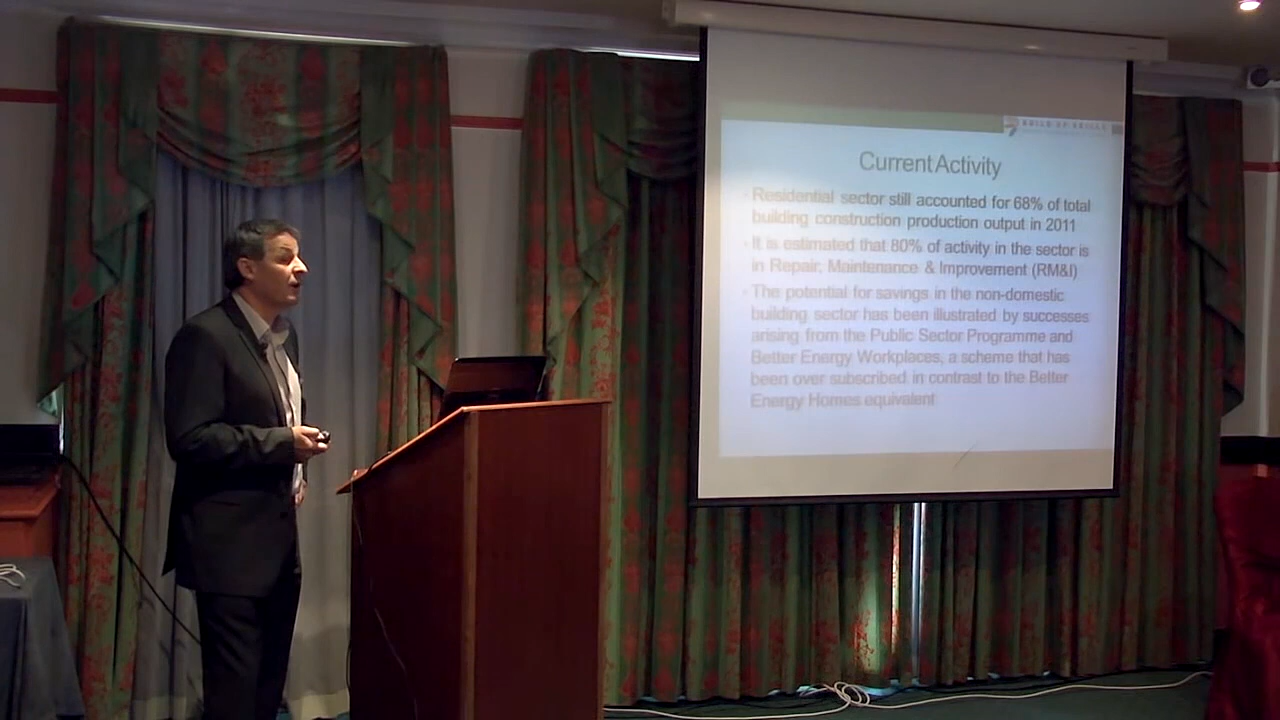 BUILD UP SKILLS
Current Activity
Residential sector still accounted for 68% of total
building construction production output in 2011
It is estimated that 80% of activity in the sector is
in Repair, Maintenance & Improvement (RM&I)
The potential for savings in the non-domestic
building sector has been illustrated by successes
arising from the Public Sector Programme and
Better Energy Workplaces, a scheme that has
been over subscribed in contrast to the Better
Energy Homes equivalent